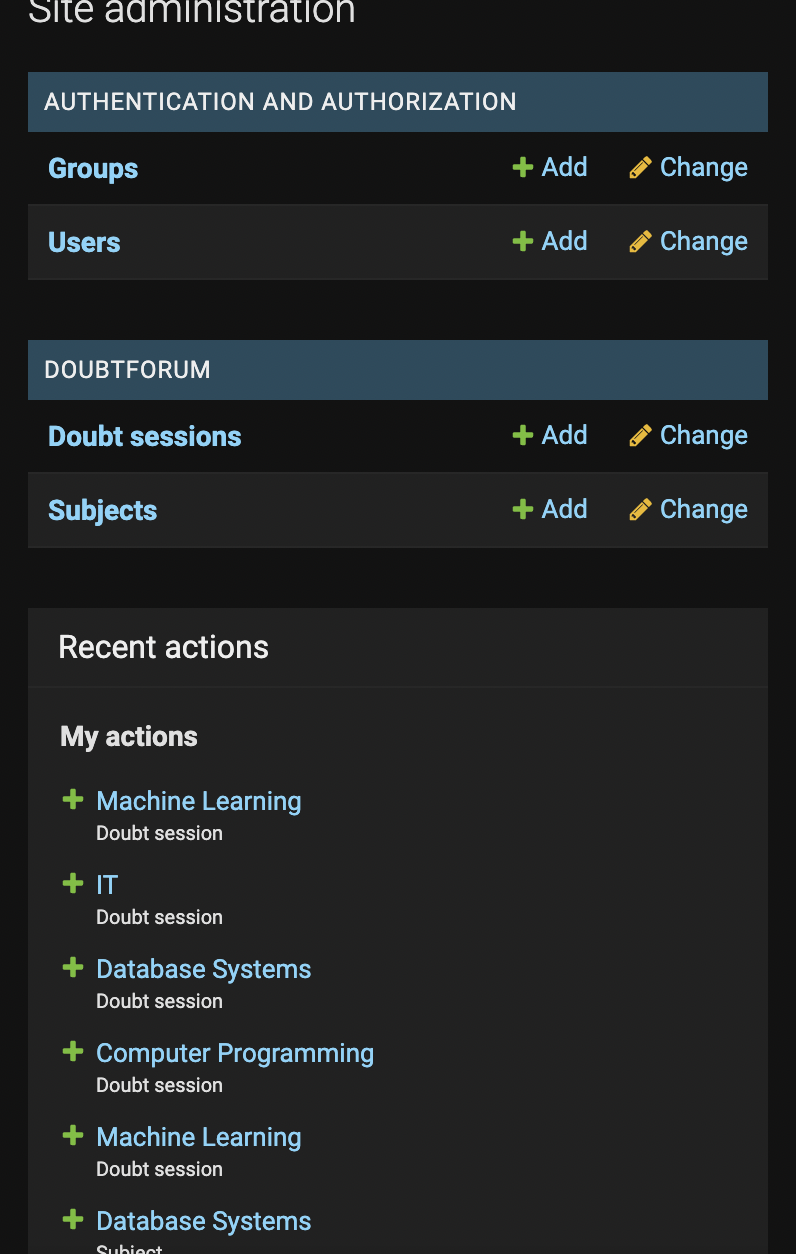 Site administration
AUTHENTICATION AND AUTHORIZATION
Groups Add Change
Users Add Change
DOUBTFORUM
Doubt sessions Add Change
Subjects Add Change
Recent actions
My actions
Machine Learning
Doubt session
IT
Doubt session
Database Systems
Doubt session
Computer Programming
Doubt session
Machine Learning
Doubt session
Database Systems
Subject